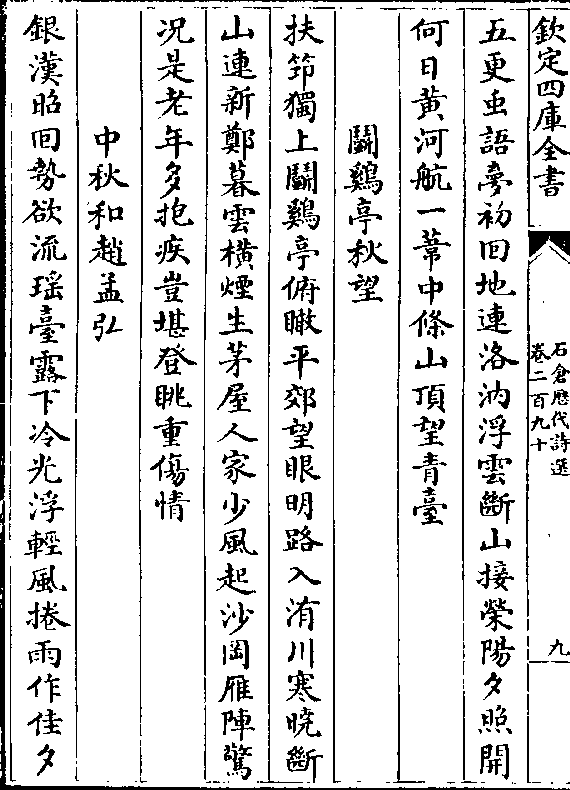 欽定四庫全書
石倉歴代詩選
卷二百九十
九
五更虫語夢初回地連洛汭浮雲斷山接滎陽夕照開
何日黄河航一葦中條山頂望青臺
鬭鷄亭秋望
扶筇獨上鬭鷄亭俯瞰平郊望眼明路入洧川寒曉斷
山連新鄭暮雲横煙生茅屋人家少風起沙岡雁陣驚
况是老年多抱疾豈堪登眺重傷情
中秋和趙孟弘
銀漢昭回勢欲流瑶臺露下冷光浮輕風捲雨作佳夕